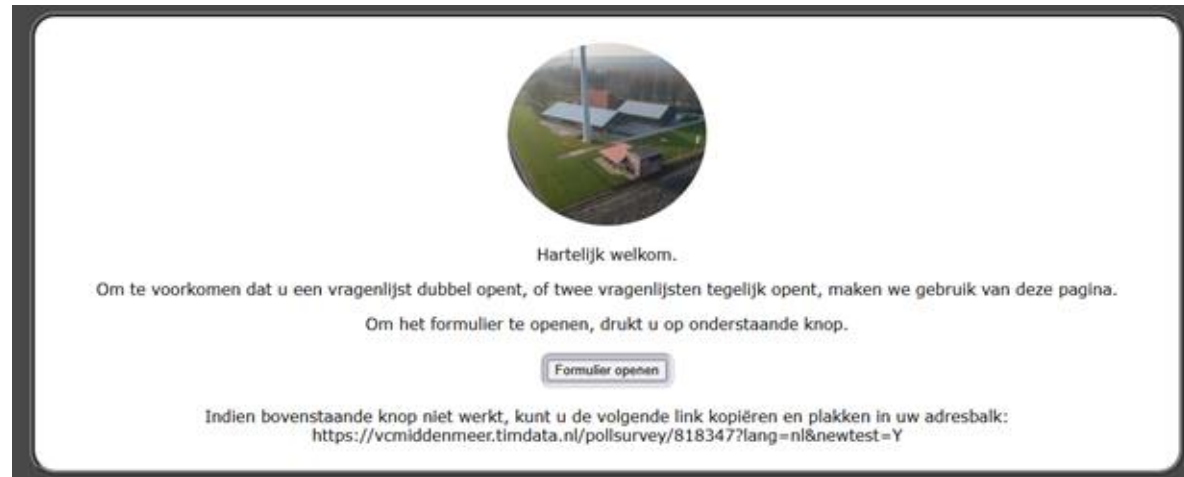 Hartelijk welkom.
Om te voorkomen dat u een vragenlijst dubbel opent, of twee vragenlijsten tegelijk opent, maken we gebruik van deze pagina.
Om het formulier te openen, drukt u op onderstaande knop.
Formulier openen
Indien bovenstaande knop niet werkt, kunt u de volgende link kopiëren en plakken in uw adresbalk:
https://vcmiddenmeer.timdata.nl/pollsurvey/818347?lang=nl&newtest=Y